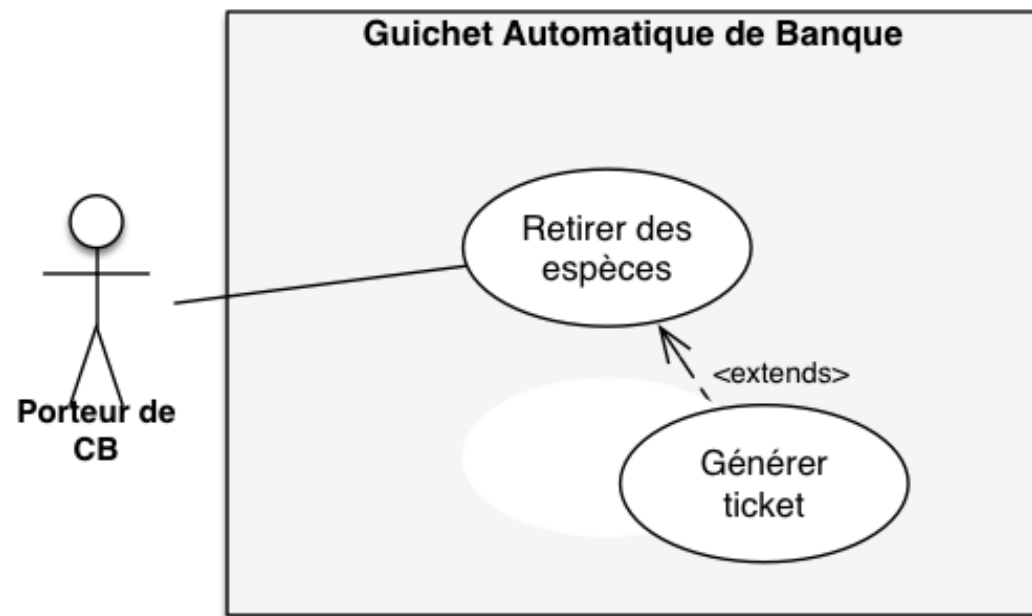 Guichet Automatique de Banque
Retirer des
espèces
<extends>
Porteur de
CB
Générer
ticket